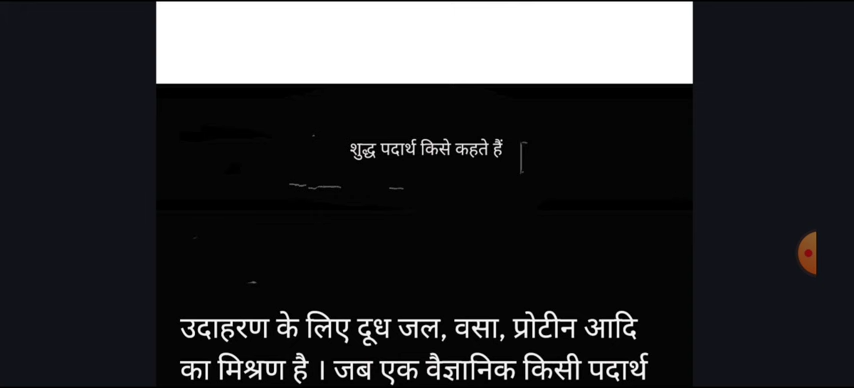 शुद्ध पदार्थ किसे कहते हैं
उदाहरण के लिए दूध जल, वसा, प्रोटीन आदि
का मिश्रण है । जब एक वैज्ञानिक किसी पदार्थ